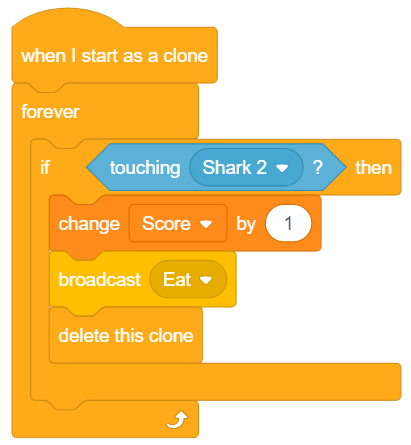 when I start as a clone
forever
if touching Shark 2 ? then
change Score by 1
broadcast Eat
delete this clone